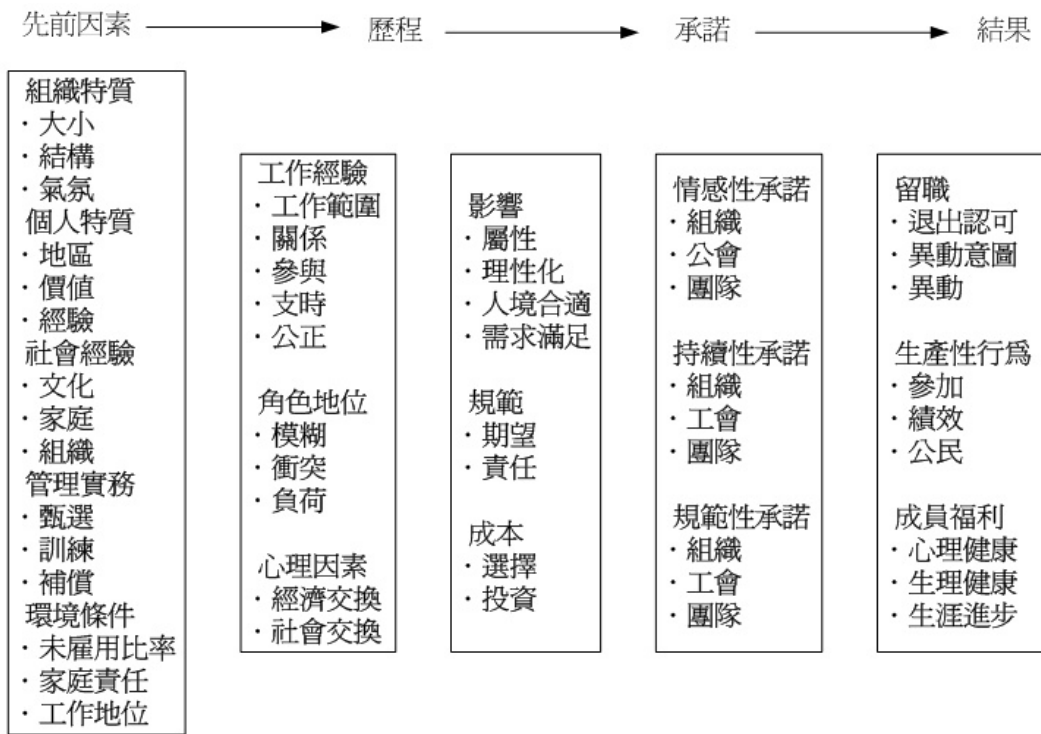 先前因素
歷程
承諾
結果
組織特質
·大小
·結構
·氣氛
個人特質
·地區
·價值
·經驗
社會經驗
·文化
·家庭
·組織
管理實務
·甄選
·訓練
·補償
環境條件
·未雇用比率
·家庭責任
·工作地位
工作經驗
·工作範圍
·關係
·參與
·支時
·公正
角色地位
·模糊
·衝突
·負荷
心理因素
·經濟交換
·社會交換
影響
·屬性
·理性化
·人境合適
·需求滿足
規範
·期望
·責任
成本
·選擇
·投資
情感性承諾
·組織
·公會
·團隊
持續性承諾
·組織
·工會
·團隊
規範性承諾
·組織
·工會
·團隊
留職
·退出認可
·異動意圖
·異動
生產性行為
·參加
·績效
·公民
成員福利
·心理健康
·生理健康
·生涯進步